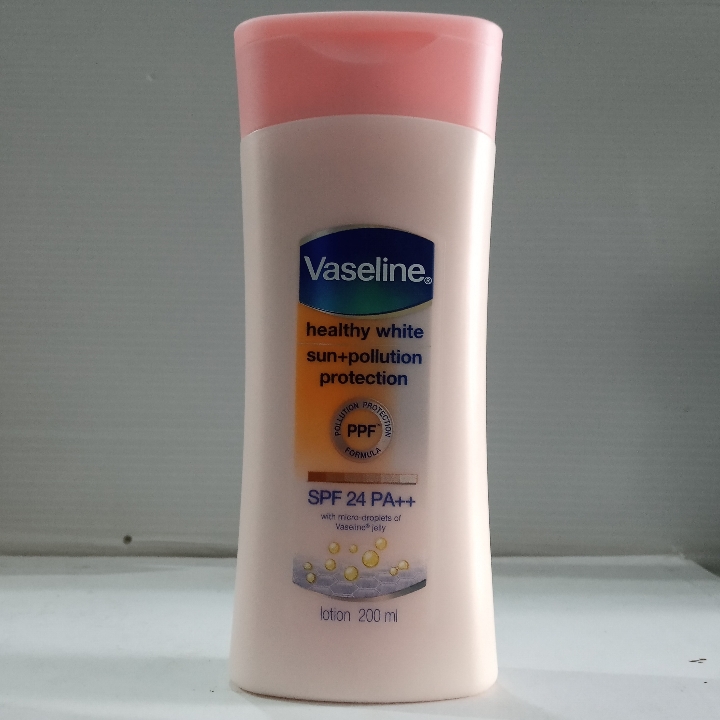 Vaseline®
healthy white
sun+pollution
protection
POLLUTION PROTECTION
PPF™
FORMULA
SPF 24 PA++
with micro-droplets of
Vaseline® jelly
lotion 200 ml